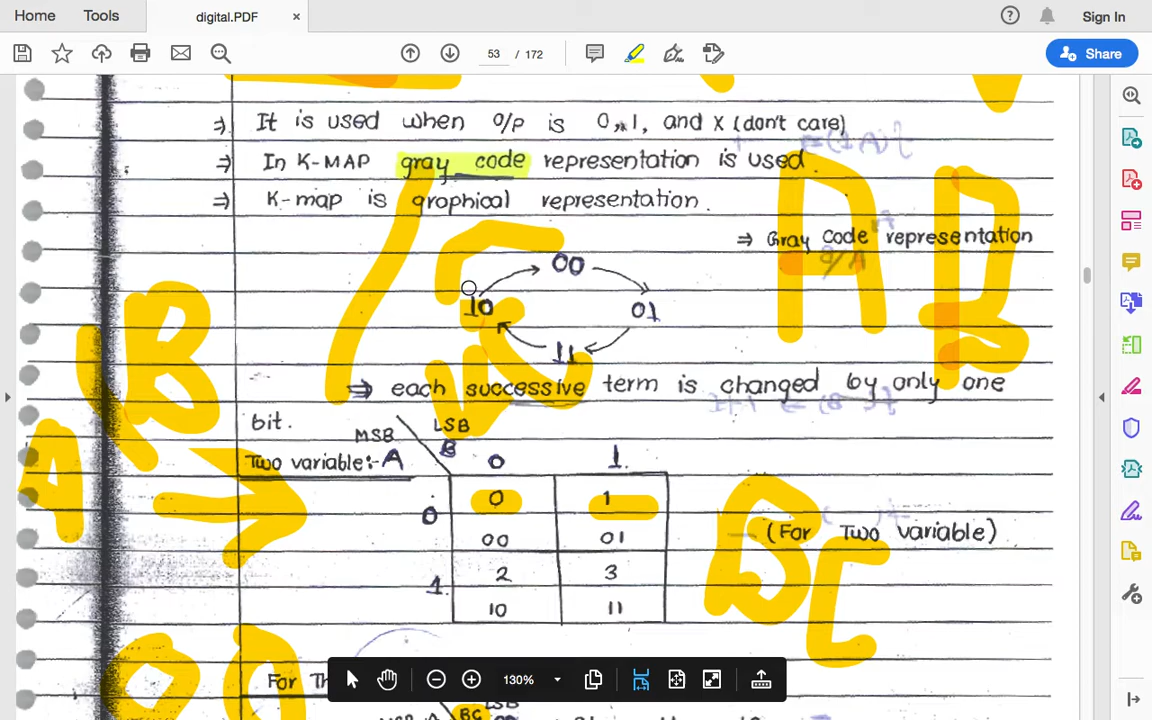 Home Tools digital.PDF × Sign In
53 / 172 Share
⇒ It is used when O/P is 0, 1, and X (don't care)
⇒ In K-MAP gray code representation is used
⇒ K-map is graphical representation.
⇒ Gray Code representation
00
10 01
11
⇒ each successive term is changed by only one
bit.
MSB LSB
Two variable:- A B 0 1
0 0 1
00 01
(For Two variable)
1 2 3
10 11
A B
A B
B C
0 0
130%
BC LSB